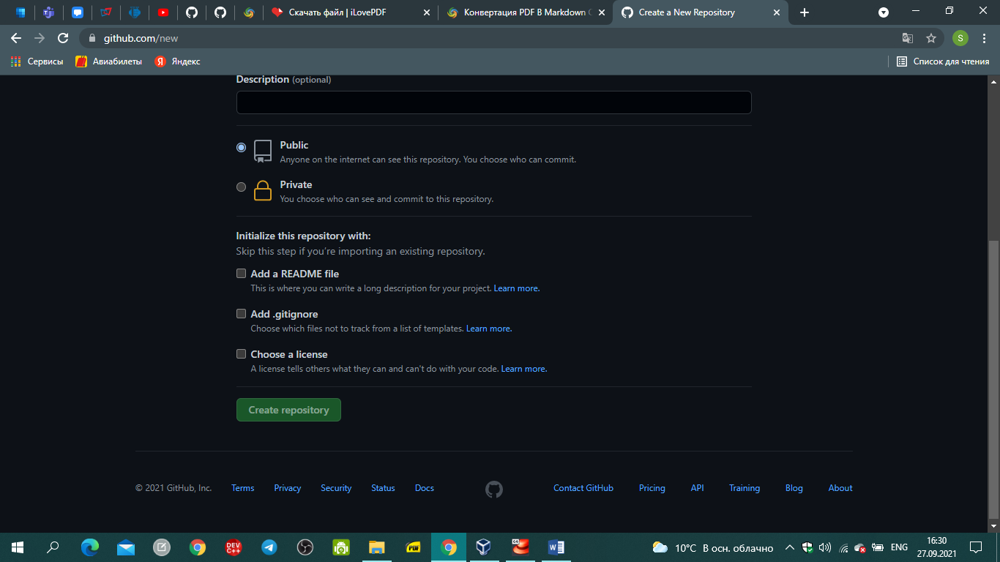 Скачать файл | iLovePDF
Конвертация PDF В Markdown
Create a New Repository
S
github.com/new
Сервисы
Авиабилеты
Я
Яндекс
Список для чтения
Description (optional)
Public
Anyone on the internet can see this repository. You choose who can commit.
Private
You choose who can see and commit to this repository.
Initialize this repository with:
Skip this step if you're importing an existing repository.
Add a README file
This is where you can write a long description for your project. Learn more.
Add .gitignore
Choose which files not to track from a list of templates. Learn more.
Choose a license
A license tells others what they can and can't do with your code. Learn more.
Create repository
© 2021 GitHub, Inc. Terms Privacy Security Status Docs Contact GitHub Pricing API Training Blog About
DEV C++
PDF
64
W
10°C В осн. облачно
ENG
16:30
27.09.2021